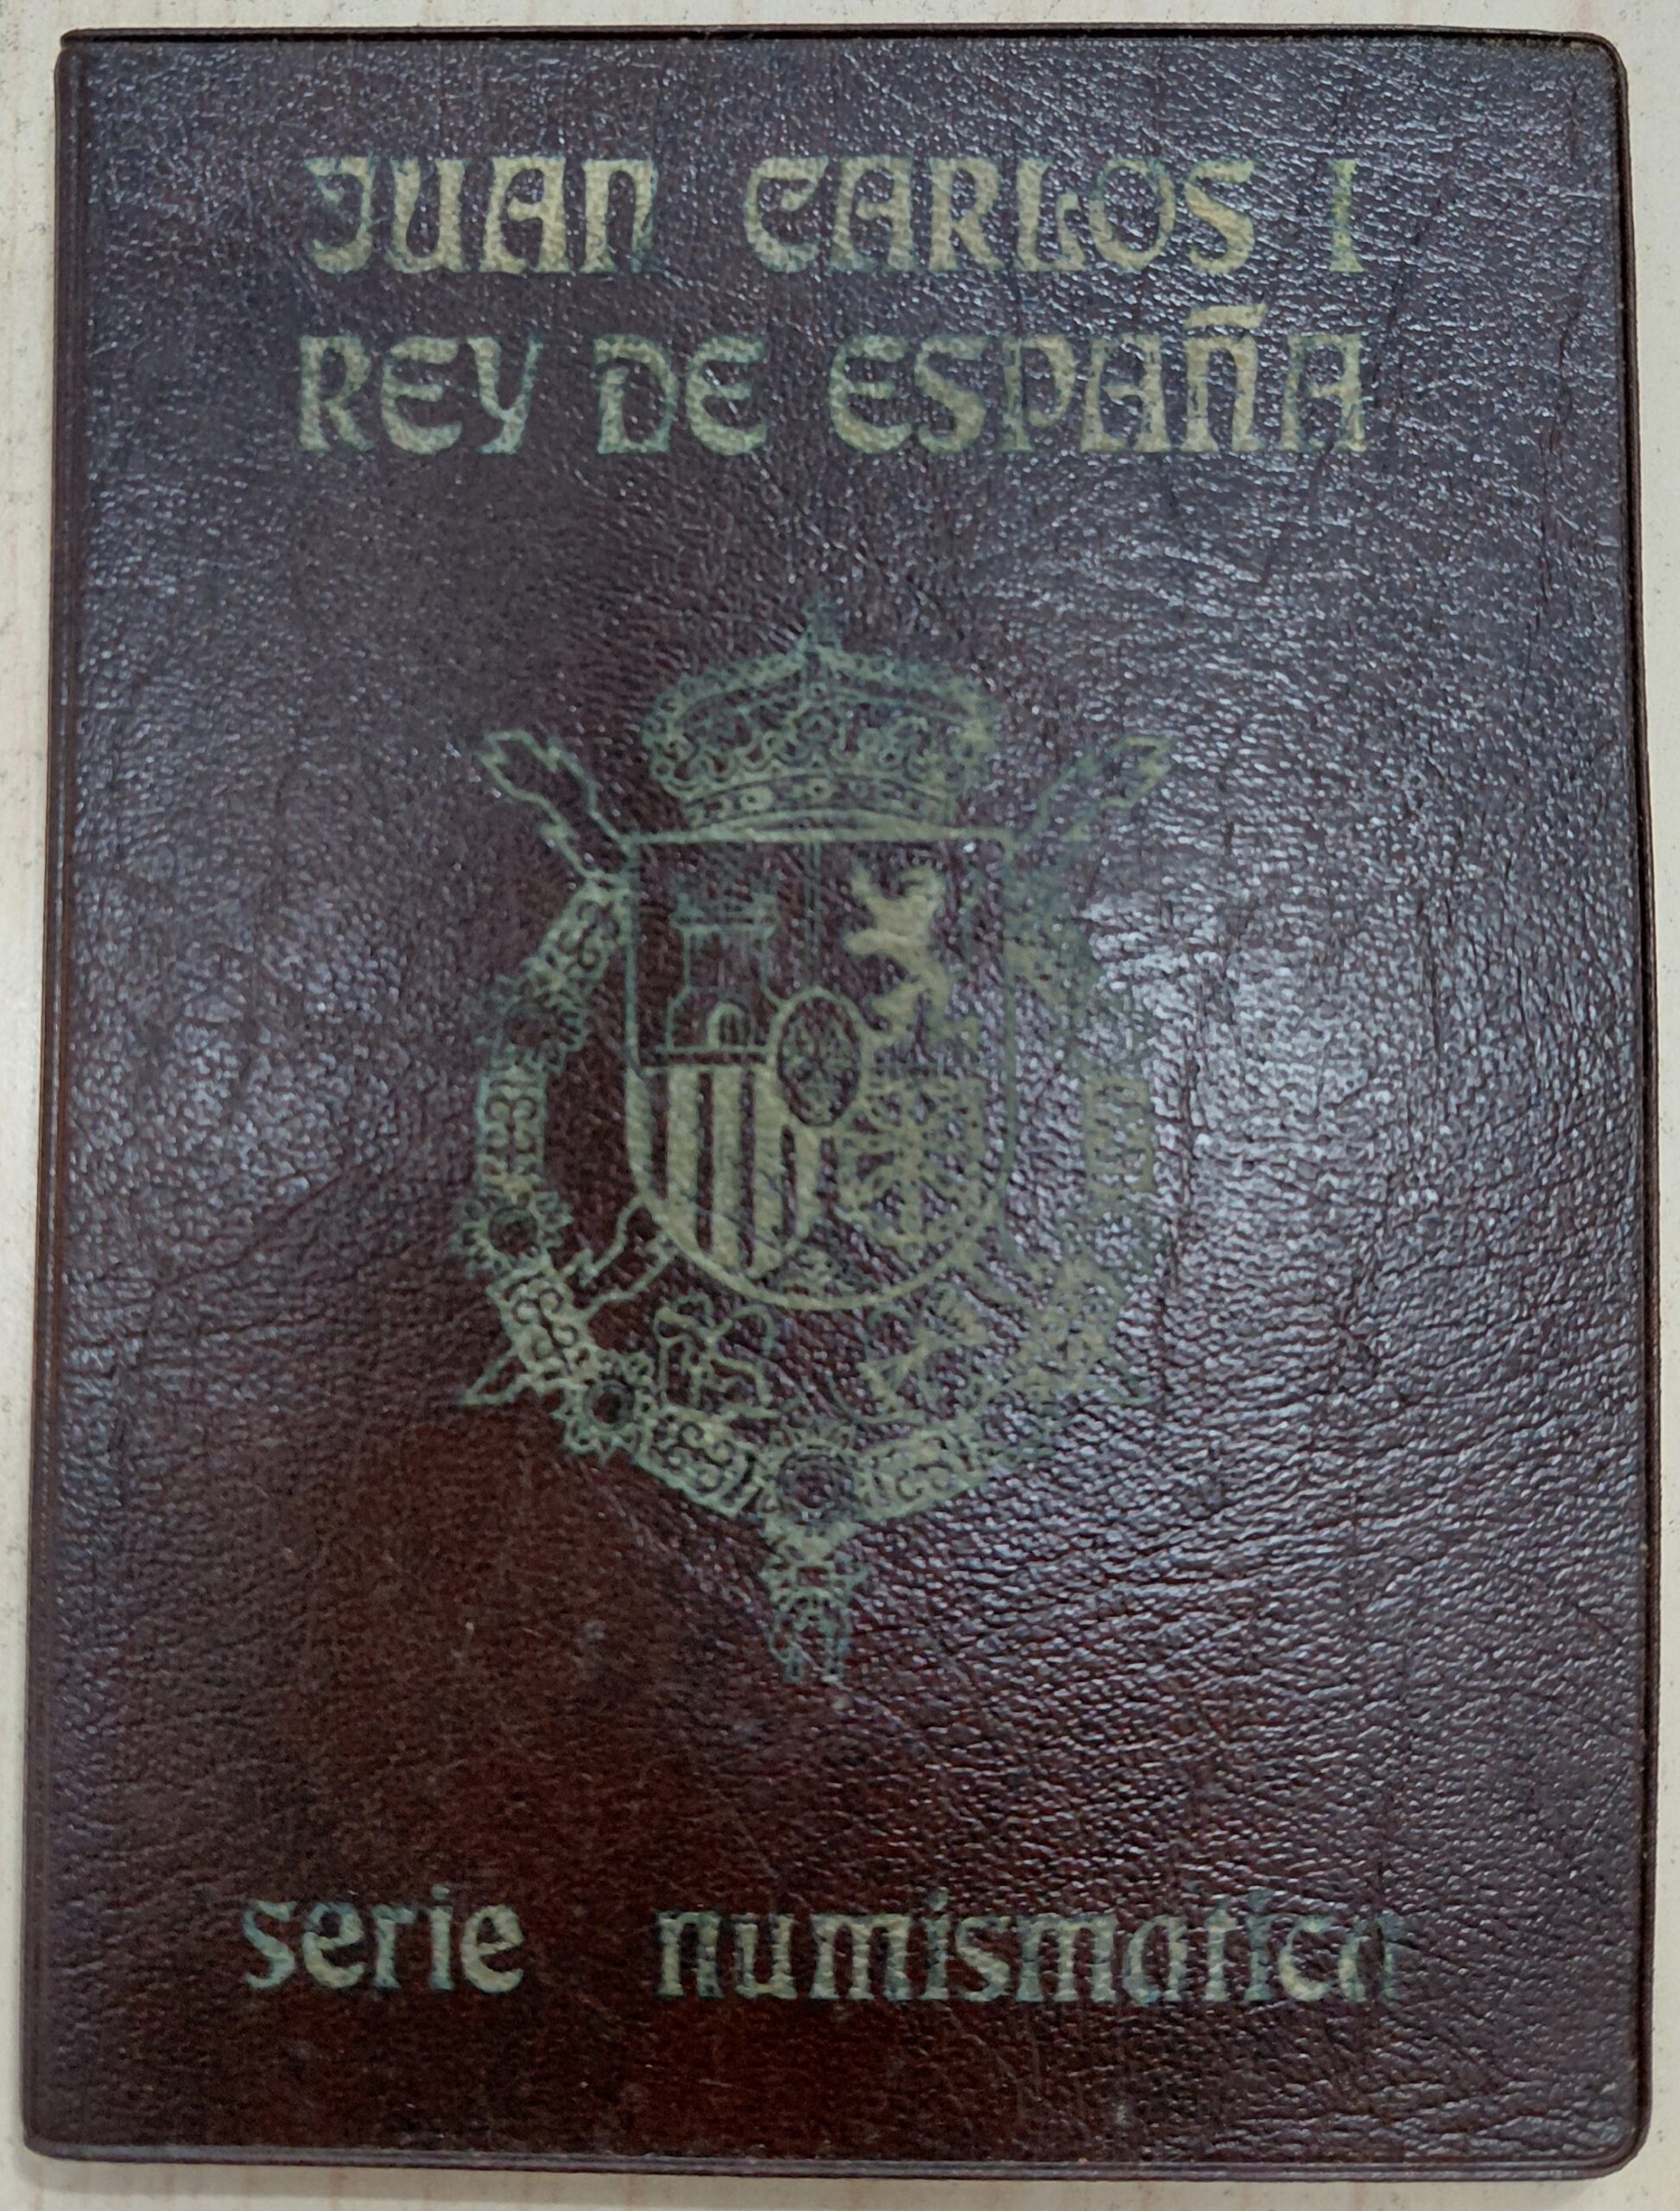 JUAN CARLOS I
REY DE ESPAÑA
serie numismatica